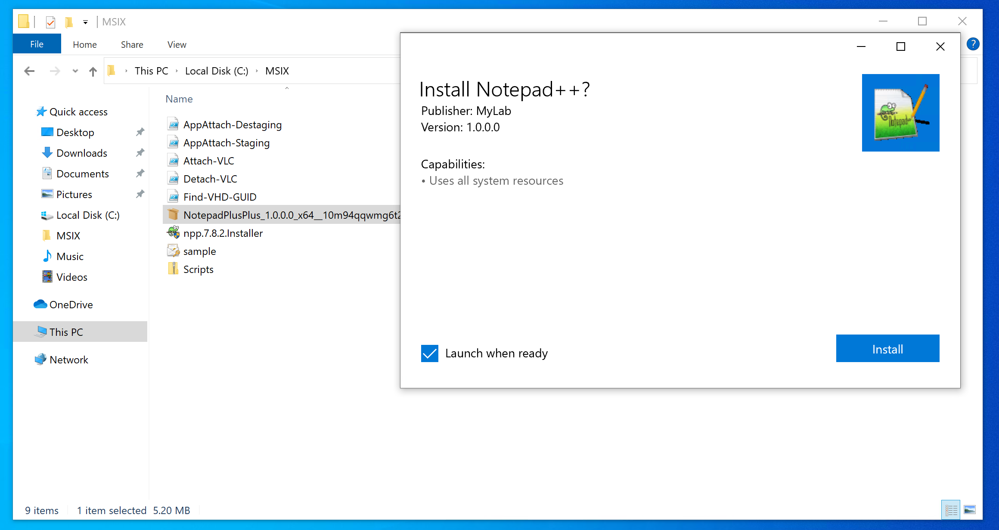 MSIX
File Home Share View
?
This PC › Local Disk (C:) › MSIX
Name
Quick access
Desktop
Downloads
Documents
Pictures
Local Disk (C:)
MSIX
Music
Videos
OneDrive
This PC
Network
AppAttach-Destaging
AppAttach-Staging
Attach-VLC
Detach-VLC
Find-VHD-GUID
NotepadPlusPlus_1.0.0.0_x64__10m94qqwmg6t2
npp.7.8.2.Installer
sample
Scripts
Install Notepad++?
Publisher: MyLab
Version: 1.0.0.0
Notepad++
Capabilities:
• Uses all system resources
Launch when ready
Install
9 items 1 item selected 5.20 MB